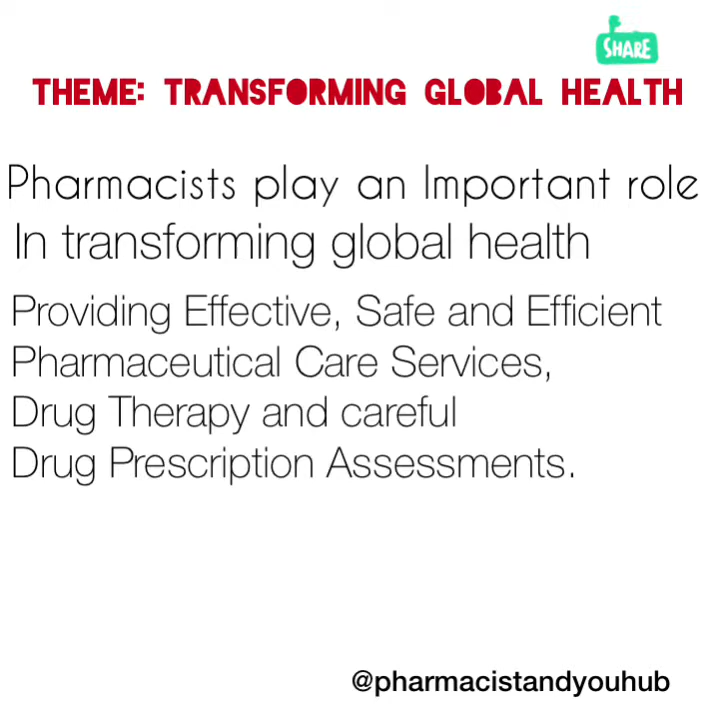 SHARE
THEME: TRANSFORMING GLOBAL HEALTH
Pharmacists play an Important role
In transforming global health
Providing Effective, Safe and Efficient
Pharmaceutical Care Services,
Drug Therapy and careful
Drug Prescription Assessments.
@pharmacistandyouhub